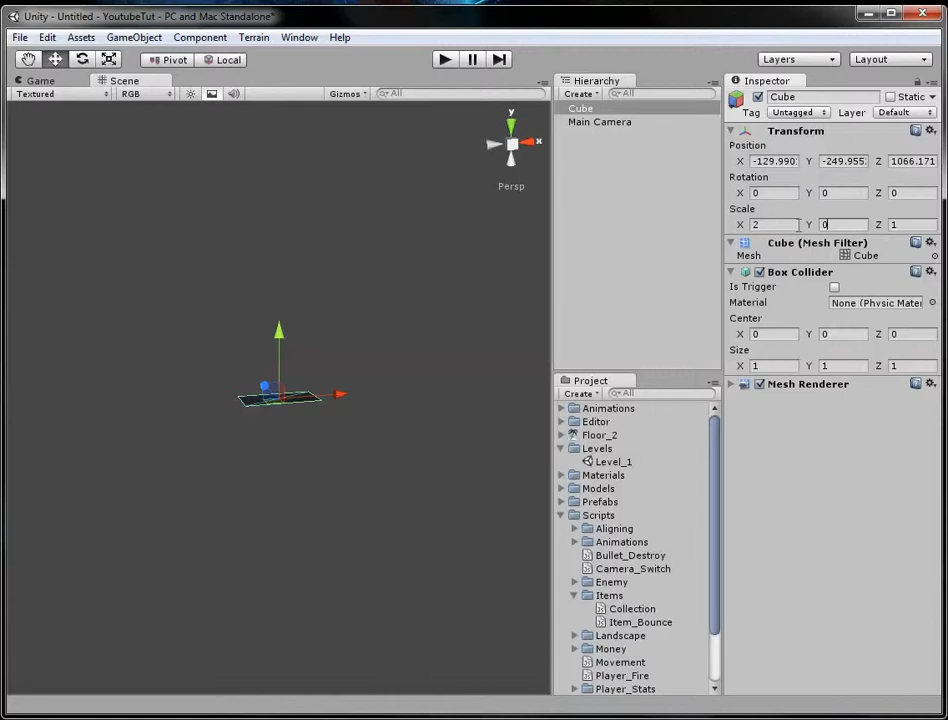 Unity - Untitled - YoutubeTut - PC and Mac Standalone*
File Edit Assets GameObject Component Terrain Window Help
Pivot Local Layers Layout
Game Scene Hierarchy Inspector
Textured RGB Gizmos All Create All Cube Static
Cube Tag Untagged Layer Default
Main Camera Transform
y
x
Persp
Position
X -129.990 Y -249.955 Z 1066.171
Rotation
X 0 Y 0 Z 0
Scale
X 2 Y 0 Z 1
Cube (Mesh Filter)
Mesh Cube
Box Collider
Is Trigger
Material None (Physic Mater
Center
X 0 Y 0 Z 0
Size
X 1 Y 1 Z 1
Mesh Renderer
Project
Create All
Animations
Editor
Floor_2
Levels
Level_1
Materials
Models
Prefabs
Scripts
Aligning
Animations
Bullet_Destroy
Camera_Switch
Enemy
Items
Collection
Item_Bounce
Landscape
Money
Movement
Player_Fire
Player_Stats